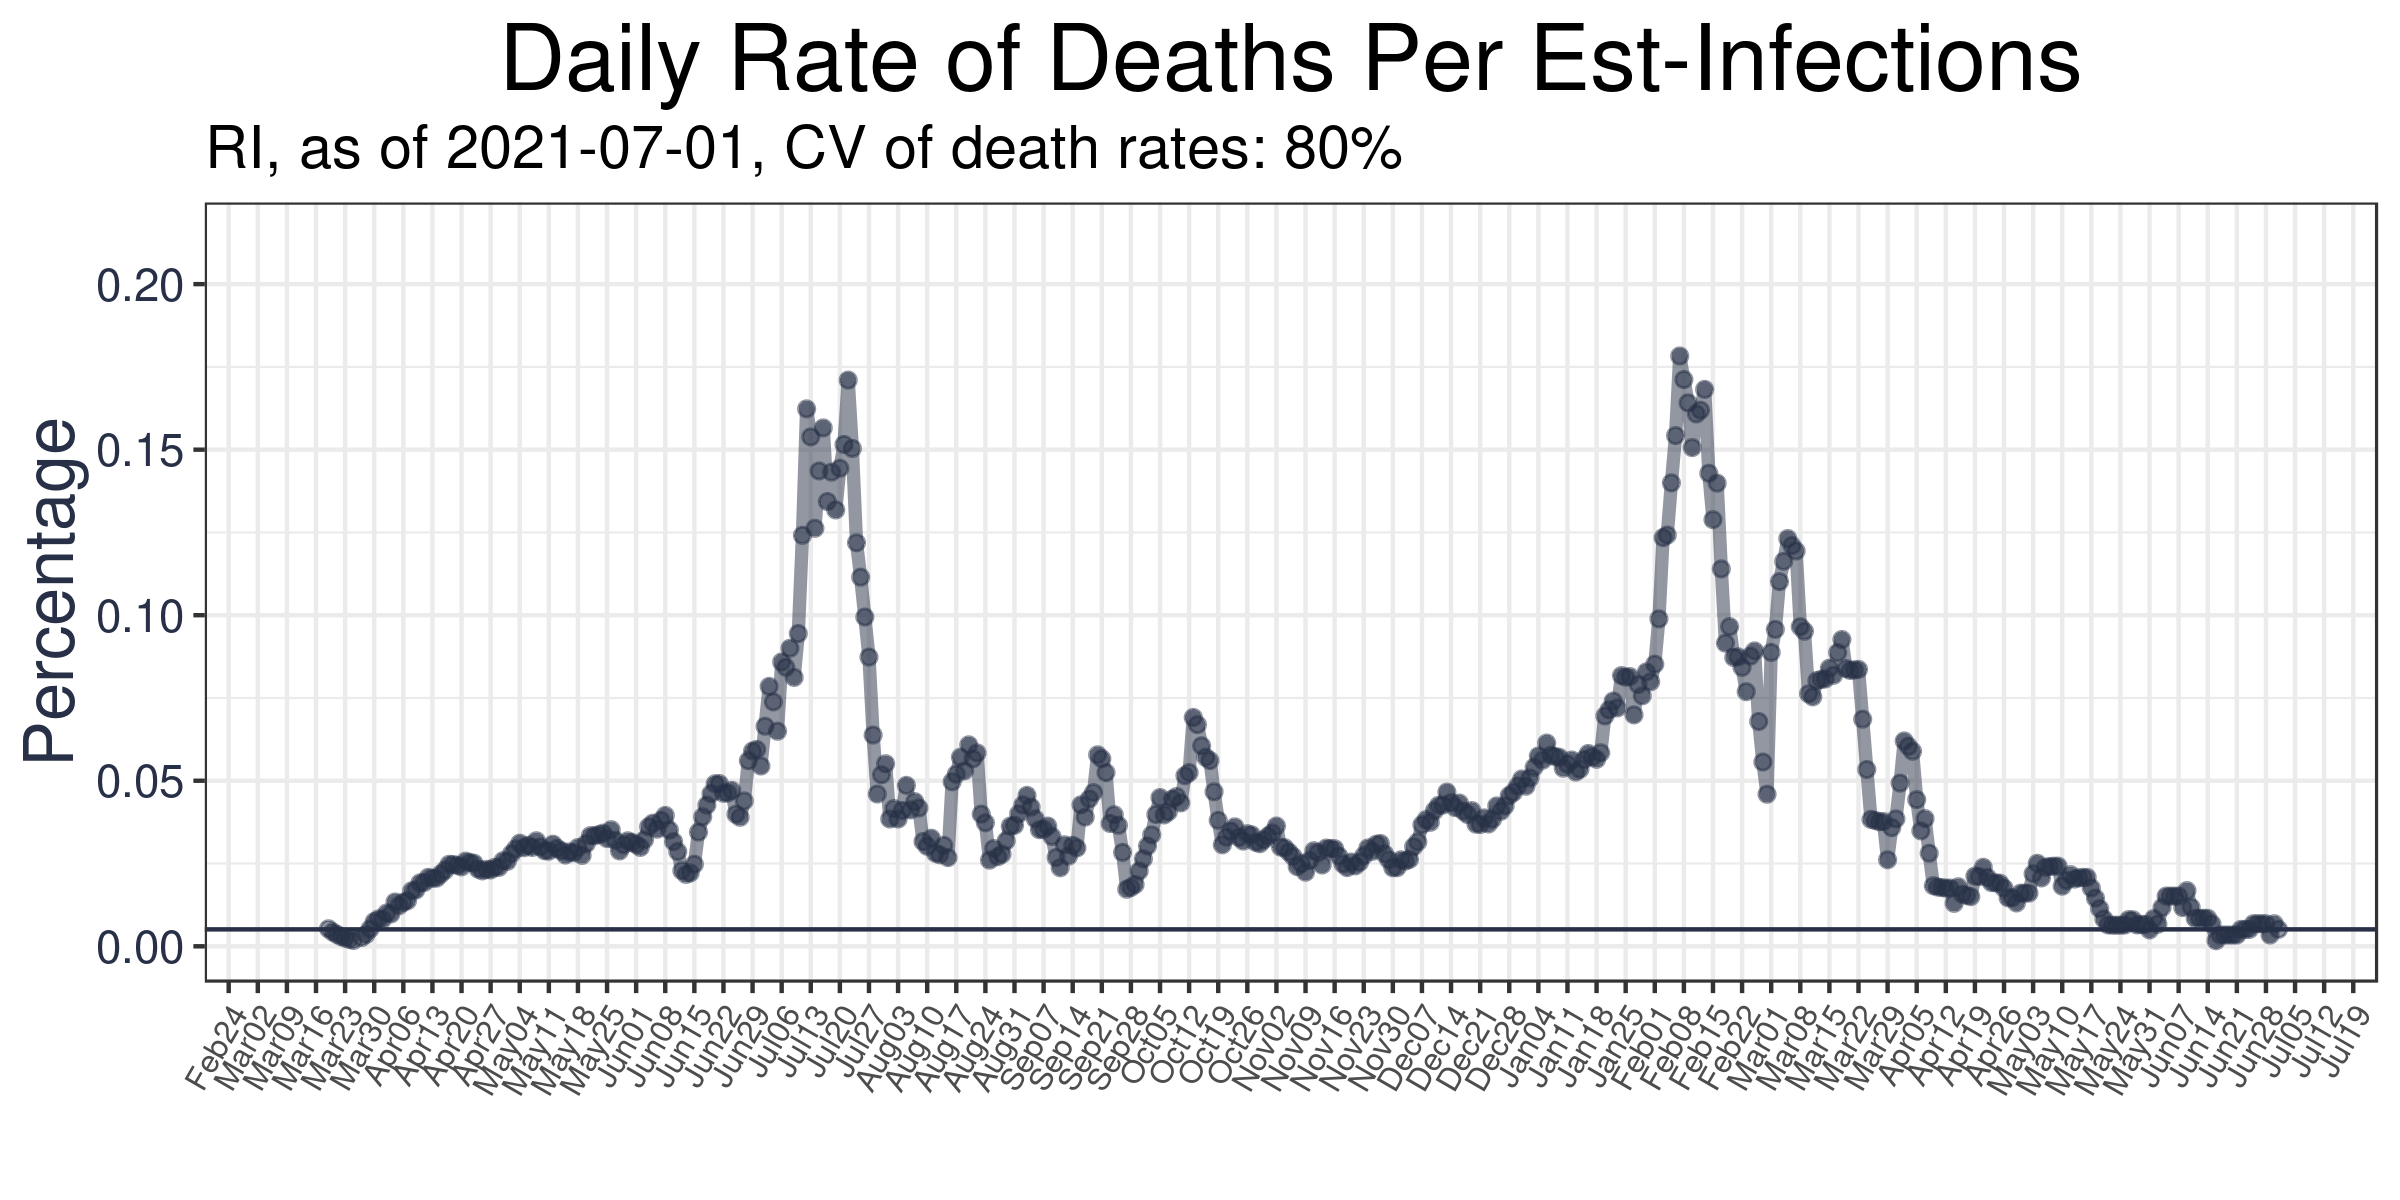 Daily Rate of Deaths Per Est-Infections
RI, as of 2021-07-01, CV of death rates: 80%
Percentage
0.20
0.15
0.10
0.05
0.00
Feb24
Mar02
Mar09
Mar16
Mar23
Mar30
Apr06
Apr13
Apr20
Apr27
May04
May11
May18
May25
Jun01
Jun08
Jun15
Jun22
Jun29
Jul06
Jul13
Jul20
Jul27
Aug03
Aug10
Aug17
Aug24
Aug31
Sep07
Sep14
Sep21
Sep28
Oct05
Oct12
Oct19
Oct26
Nov02
Nov09
Nov16
Nov23
Nov30
Dec07
Dec14
Dec21
Dec28
Jan04
Jan11
Jan18
Jan25
Feb01
Feb08
Feb15
Feb22
Mar01
Mar08
Mar15
Mar22
Mar29
Apr05
Apr12
Apr19
Apr26
May03
May10
May17
May24
May31
Jun07
Jun14
Jun21
Jun28
Jul05
Jul12
Jul19